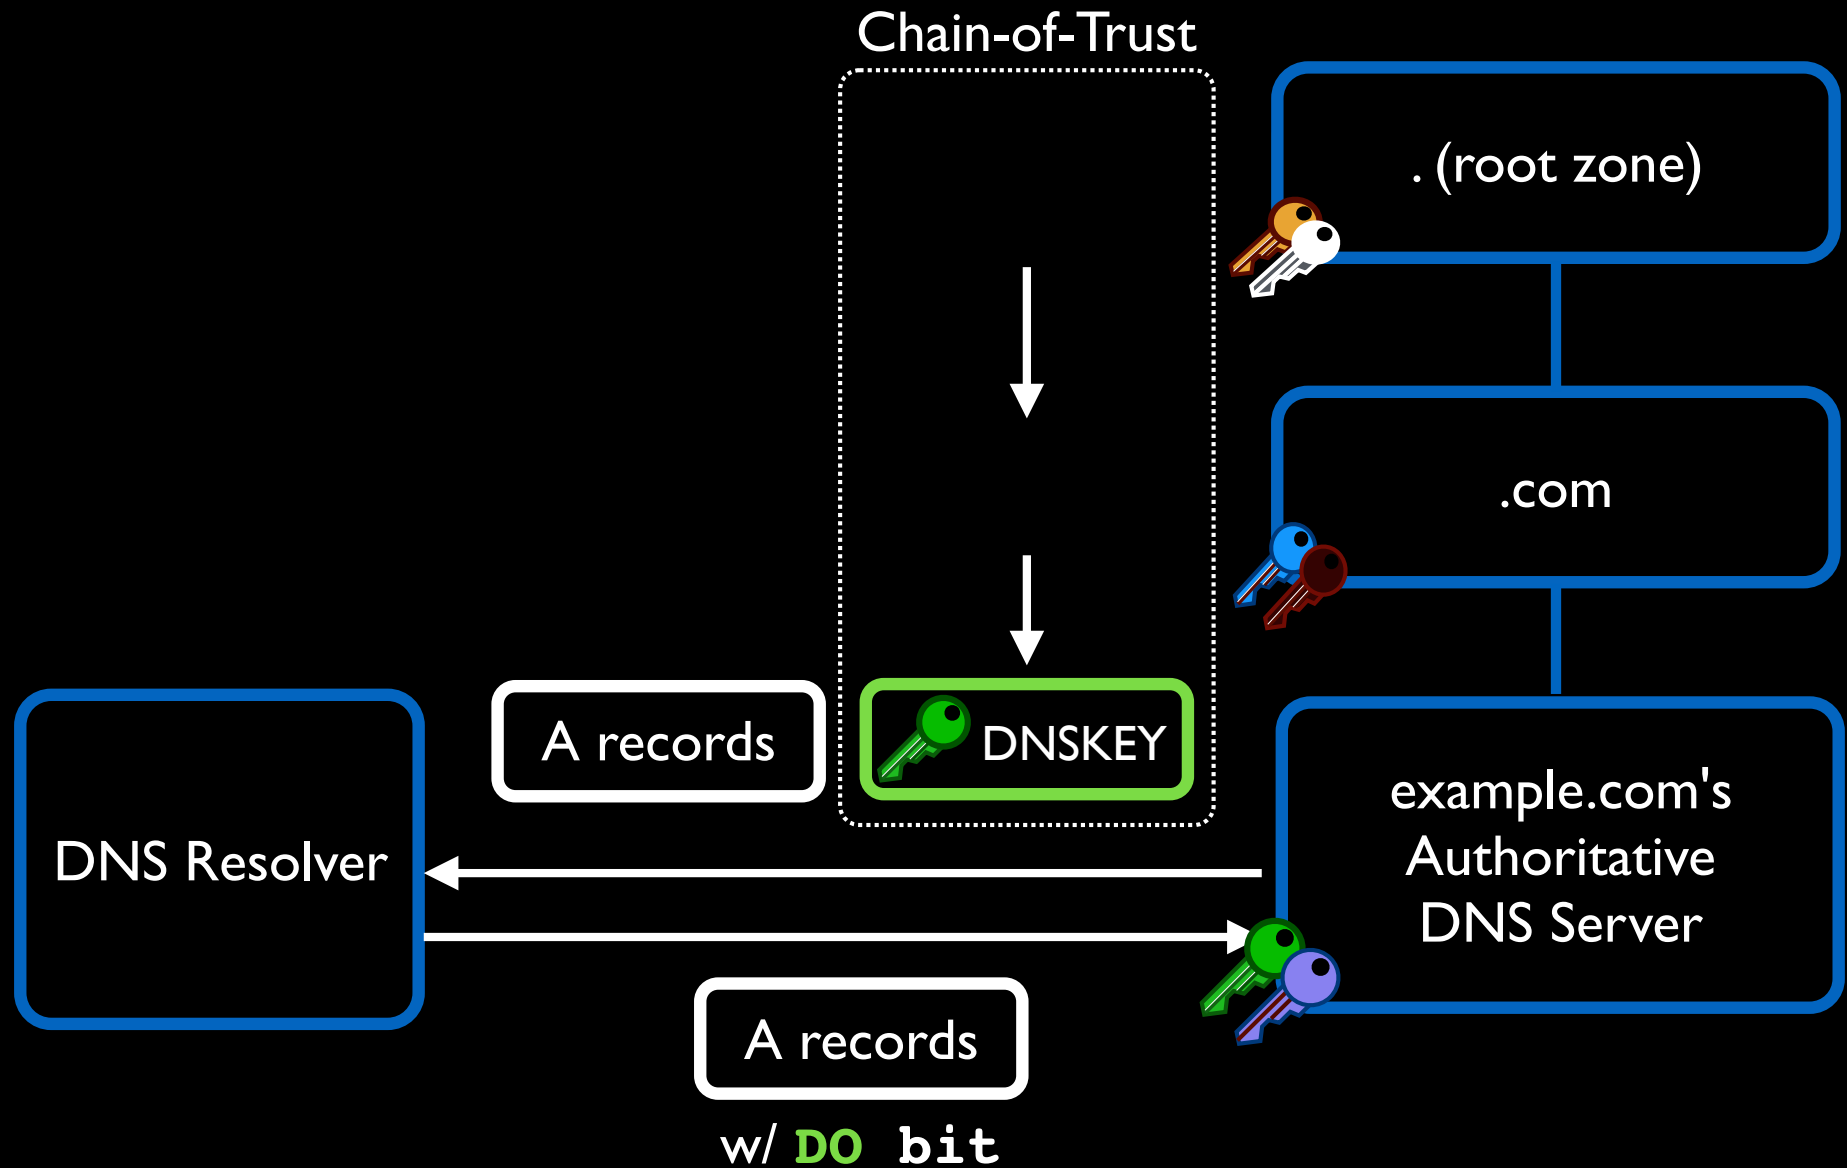 Chain-of-Trust
. (root zone)
.com
A records
DNSKEY
DNS Resolver
example.com's
Authoritative
DNS Server
A records
w/ DO bit